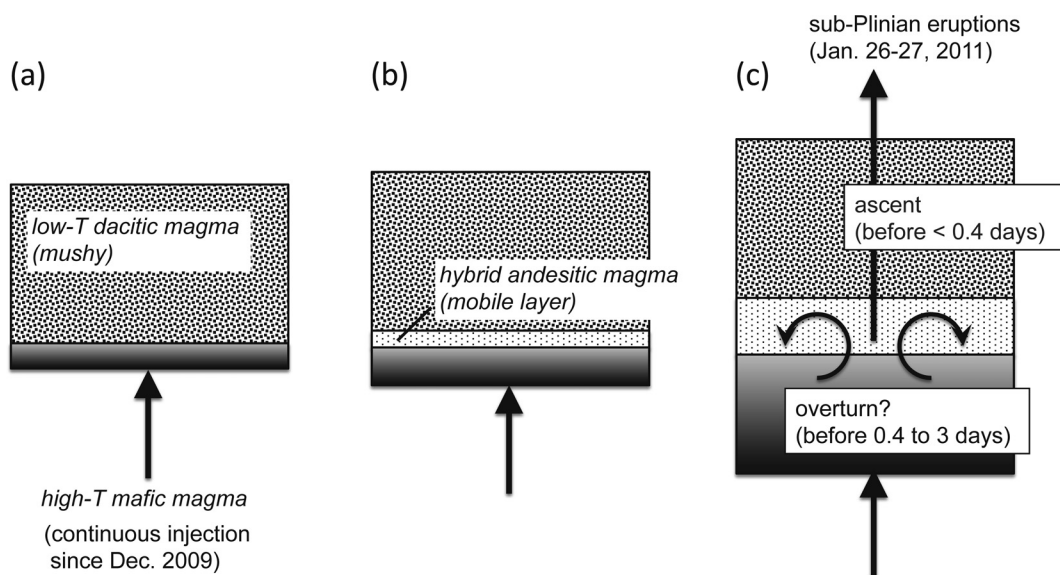 (a)
low-T dacitic magma
(mushy)
high-T mafic magma
(continuous injection
since Dec. 2009)
(b)
hybrid andesitic magma
(mobile layer)
(c)
sub-Plinian eruptions
(Jan. 26-27, 2011)
ascent
(before < 0.4 days)
overturn?
(before 0.4 to 3 days)